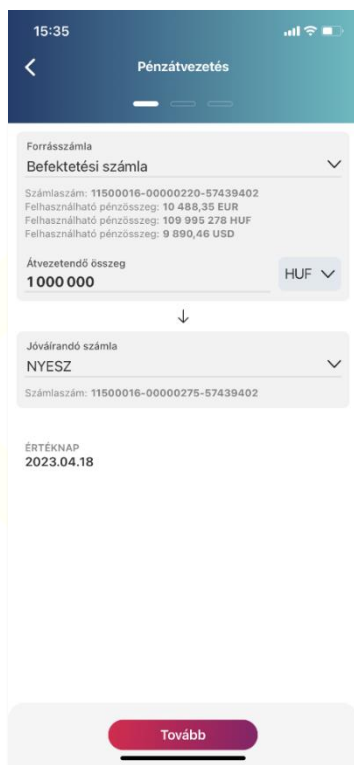 15:35
Pénzátvezetés
Forrásszámla
Befektetési számla
Számlaszám: 11500016-00000220-57439402
Felhasználható pénzösszeg: 10 488,35 EUR
Felhasználható pénzösszeg: 109 995 278 HUF
Felhasználható pénzösszeg: 9 890,46 USD
Átvezetendő összeg
1 000 000
HUF
Jóváírandó számla
NYESZ
Számlaszám: 11500016-00000275-57439402
ÉRTÉKNAP
2023.04.18
Tovább